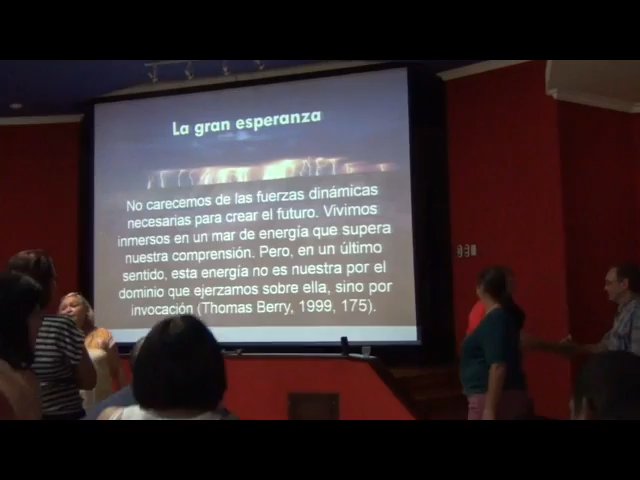 La gran esperanza
No carecemos de las fuerzas dinámicas
necesarias para crear el futuro. Vivimos
inmersos en un mar de energía que supera
nuestra comprensión. Pero, en un último
sentido, esta energía no es nuestra por el
dominio que ejerzamos sobre ella, sino por
invocación (Thomas Berry, 1999, 175).